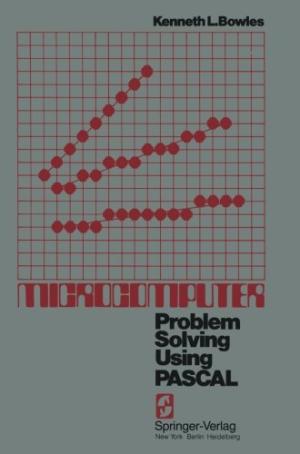 Kenneth L. Bowles
MICROCOMPUTER
Problem
Solving
Using
PASCAL
Springer-Verlag
New York Berlin Heidelberg